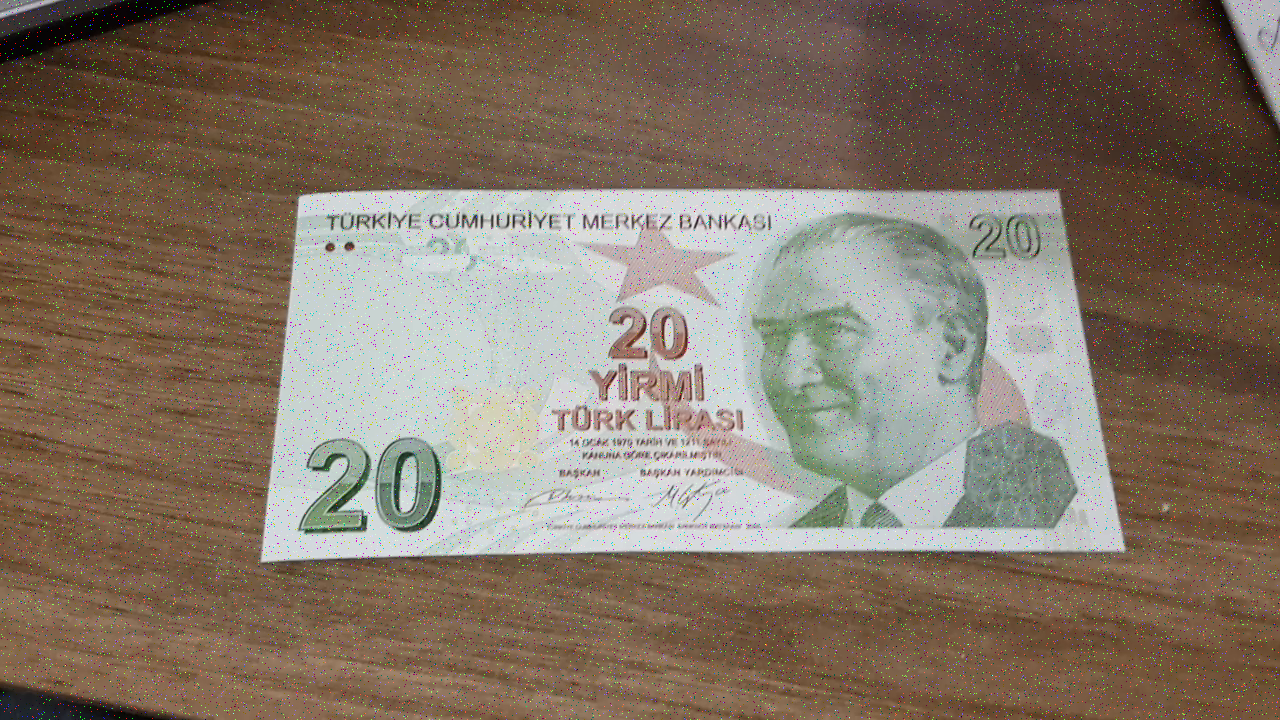 TÜRKİYE CUMHURİYET MERKEZ BANKASI
20
20
YİRMİ
TÜRK LİRASI
14 OCAK 1970 TARİH VE 1211 SAYILI
KANUNA GÖRE ÇIKARILMIŞTIR
BAŞKAN BAŞKAN YARDIMCISI
20